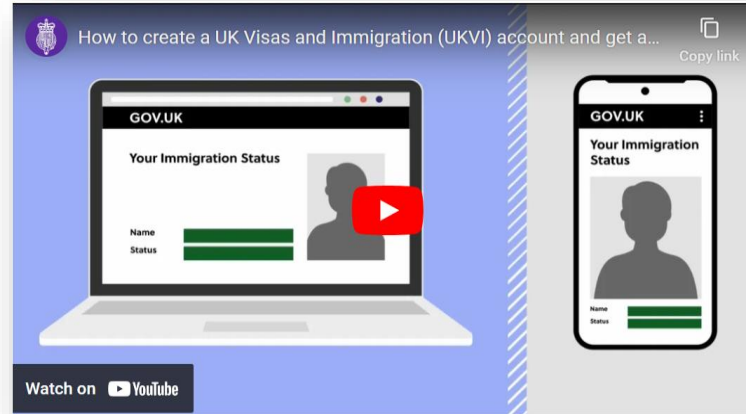 How to create a UK Visas and Immigration (UKVI) account and get a...
Copy link
GOV.UK
Your Immigration Status
Name
Status
GOV.UK
Your Immigration
Status
Name
Status
Watch on YouTube